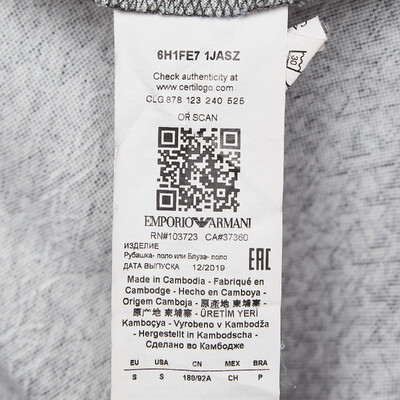 6H1FE7 1JASZ
Check authenticity at
www.certilogo.com
CLG 878 123 240 525
OR SCAN
EMPORIO ARMANI
RN#103723 CA#37360
ИЗДЕЛИЕ
Рубашка- поло или Блуза- поло
ДАТА ВЫПУСКА 12/2019
EAC
Made in Cambodia - Fabriqué en
Cambodge - Hecho en Camboya -
Origem Camboja - 原產地 柬埔寨 -
原产地 柬埔寨 - ÜRETİM YERİ
Kamboçya - Vyrobeno v Kambodža
- Hergestellt in Kambodscha -
Сделано во Камбодже
EU USA CN MEX BRA
S S 180/92A CH P
30